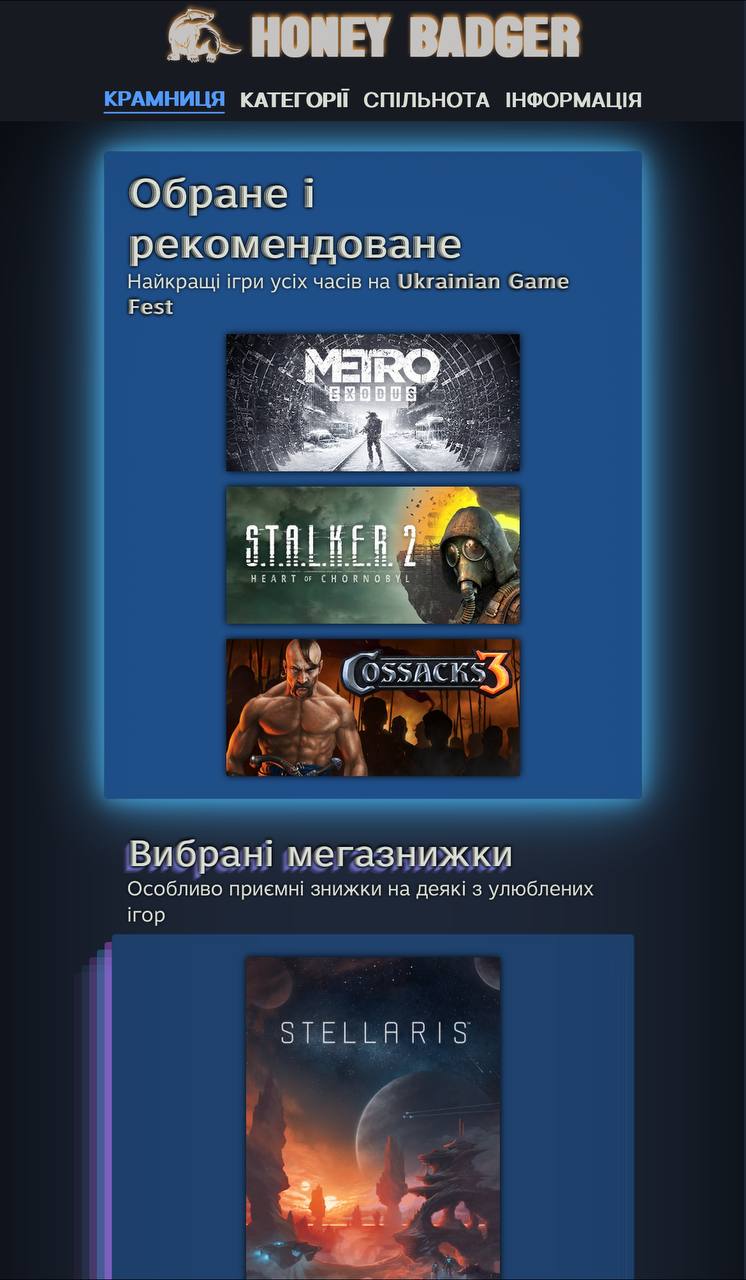 HONEY BADGER
КРАМНИЦЯ КАТЕГОРІЇ СПІЛЬНОТА ІНФОРМАЦІЯ
Обране і
рекомендоване
Найкращі ігри усіх часів на Ukrainian Game
Fest
METRO
EXODUS
S.T.A.L.K.E.R. 2
HEART OF CHORNOBYL
COSSACKS 3
Вибрані мегазнижки
Особливо приємні знижки на деякі з улюблених
ігор
STELLARIS